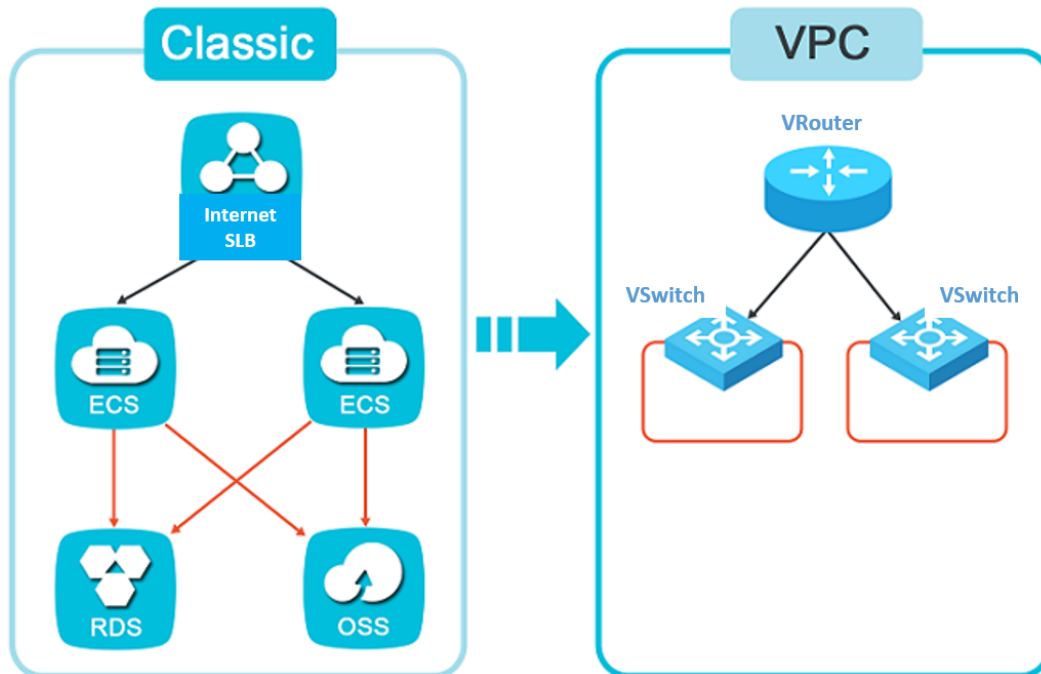 Classic
VPC
Internet
SLB
ECS
ECS
RDS
OSS
VRouter
VSwitch
VSwitch